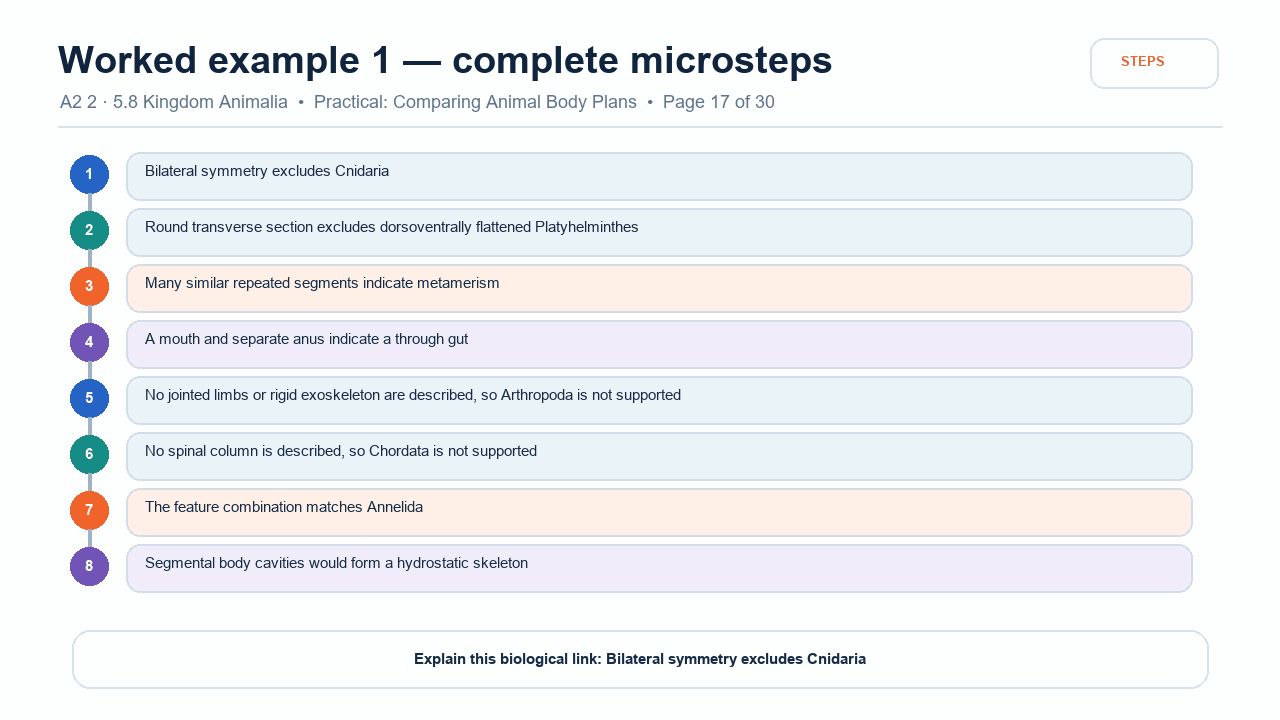 Worked example 1 — complete microsteps
STEPS
A2 2 · 5.8 Kingdom Animalia • Practical: Comparing Animal Body Plans • Page 17 of 30
1 Bilateral symmetry excludes Cnidaria
2 Round transverse section excludes dorsoventrally flattened Platyhelminthes
3 Many similar repeated segments indicate metamerism
4 A mouth and separate anus indicate a through gut
5 No jointed limbs or rigid exoskeleton are described, so Arthropoda is not supported
6 No spinal column is described, so Chordata is not supported
7 The feature combination matches Annelida
8 Segmental body cavities would form a hydrostatic skeleton
Explain this biological link: Bilateral symmetry excludes Cnidaria